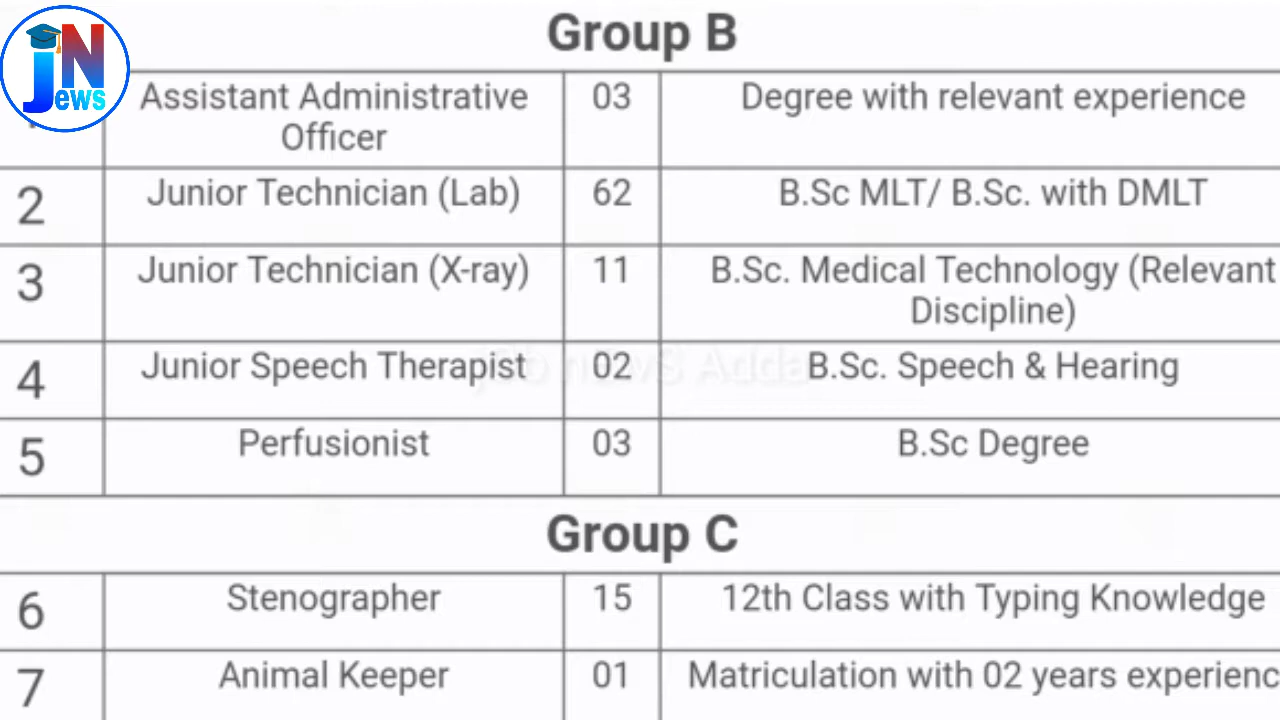 JN
ews
Group B
Assistant Administrative
Officer
03
Degree with relevant experience
2
Junior Technician (Lab)
62
B.Sc MLT/ B.Sc. with DMLT
3
Junior Technician (X-ray)
11
B.Sc. Medical Technology (Relevant
Discipline)
4
Junior Speech Therapist
02
B.Sc. Speech & Hearing
5
Perfusionist
03
B.Sc Degree
Group C
6
Stenographer
15
12th Class with Typing Knowledge
7
Animal Keeper
01
Matriculation with 02 years experienc